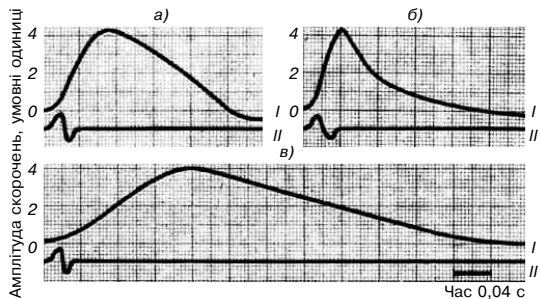 Амплітуда скорочень, умовні одиниці
а)
4
2
0
I
II
б)
4
2
0
I
II
в)
4
2
0
I
II
Час 0,04 с